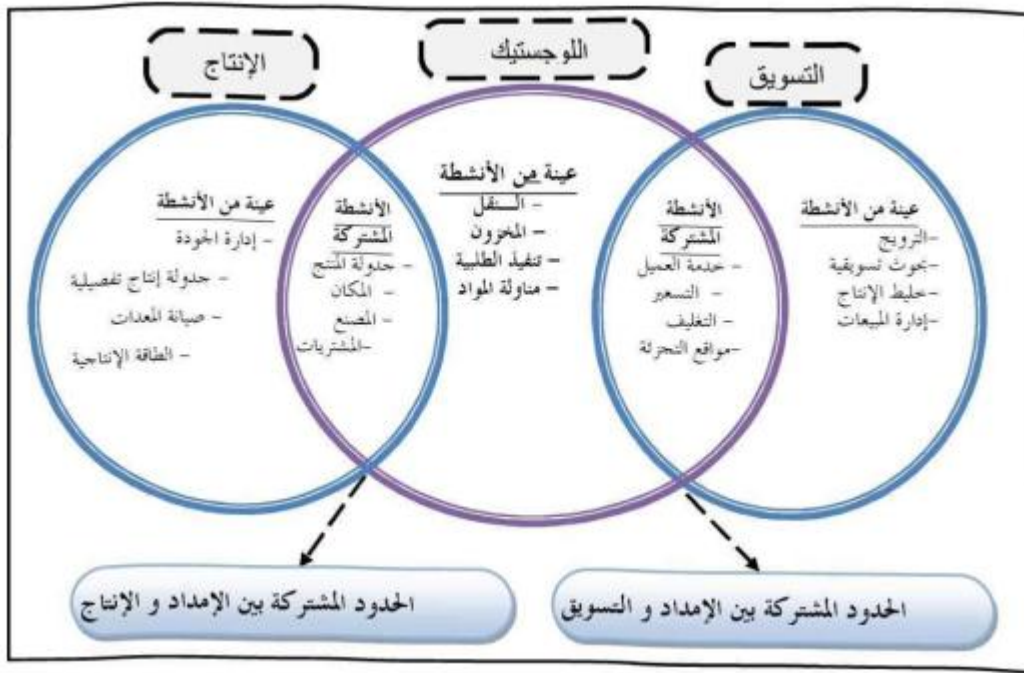 الإنتاج
اللوجستيك
التسويق
عينة من الأنشطة
- إدارة الجودة
- جدولة إنتاج تفصيلية
- صيانة المعدات
- الطاقة الإنتاجية
الأنشطة
المشتركة
- جدولة المنتج
- المكان
- المصنع
-المشتريات
عينة من الأنشطة
- النقل
- المخزون
- تنفيذ الطلبية
- مناولة المواد
الأنشطة
المشتركة
- خدمة العميل
- التسعير
- التغليف
-مواقع التجزئة
عينة من الأنشطة
-الترويج
-بحوث تسويقية
-خليط الإنتاج
-إدارة المبيعات
الحدود المشتركة بين الإمداد و الإنتاج
الحدود المشتركة بين الإمداد و التسويق